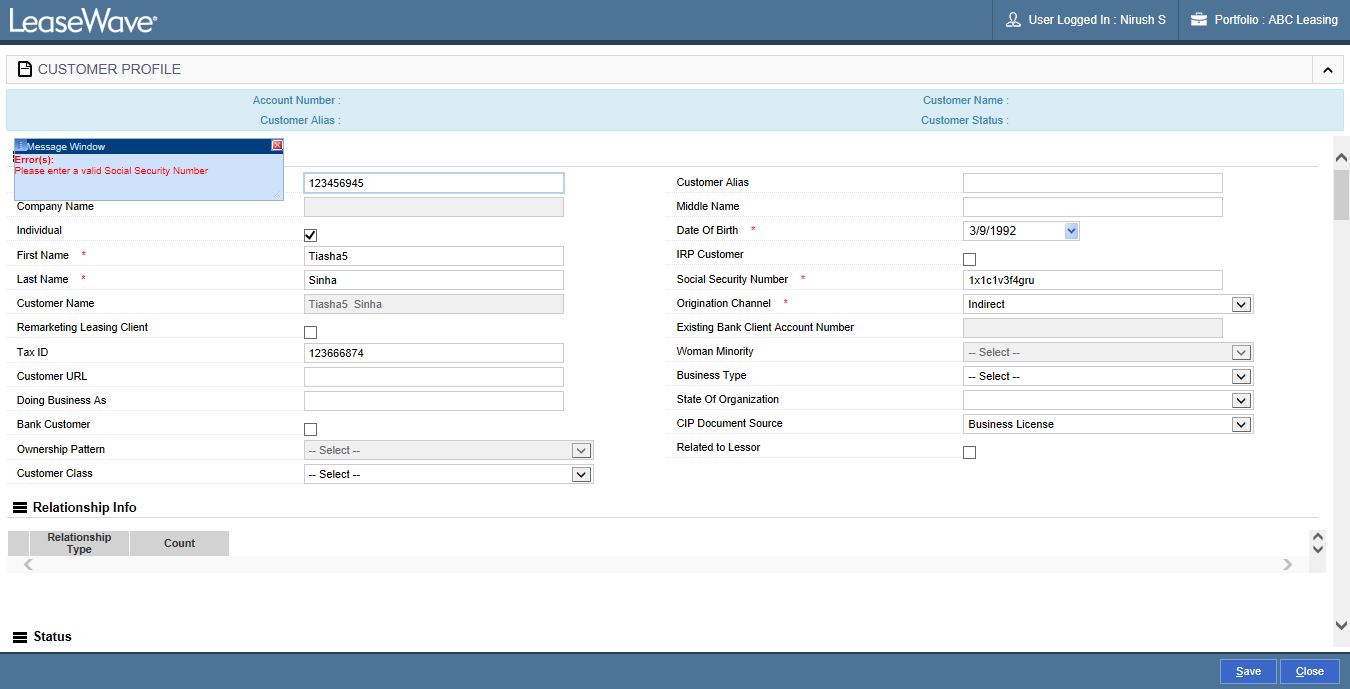 LeaseWave®
User Logged In : Nirush S
Portfolio : ABC Leasing
CUSTOMER PROFILE
Account Number :
Customer Name :
Customer Alias :
Customer Status :
Message Window
Error(s):
Please enter a valid Social Security Number
123456945
Customer Alias
Company Name
Middle Name
Individual
Date Of Birth * 3/9/1992
First Name * Tiasha5
IRP Customer
Last Name * Sinha
Social Security Number * 1x1c1v3f4gru
Customer Name Tiasha5 Sinha
Origination Channel * Indirect
Remarketing Leasing Client
Existing Bank Client Account Number
Tax ID 123666874
Woman Minority -- Select --
Customer URL
Business Type -- Select --
Doing Business As
State Of Organization
Bank Customer
CIP Document Source Business License
Ownership Pattern -- Select --
Related to Lessor
Customer Class -- Select --
Relationship Info
Relationship
Type
Count
Status
Save
Close